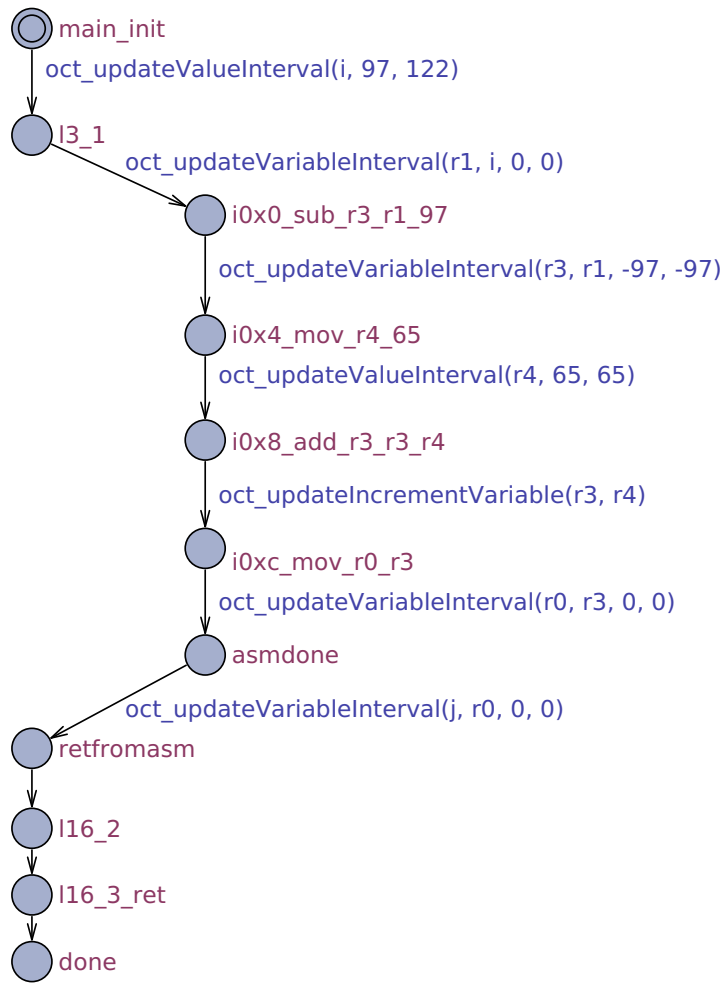 main_init
oct_updateValueInterval(i, 97, 122)
l3_1
oct_updateVariableInterval(r1, i, 0, 0)
i0x0_sub_r3_r1_97
oct_updateVariableInterval(r3, r1, -97, -97)
i0x4_mov_r4_65
oct_updateValueInterval(r4, 65, 65)
i0x8_add_r3_r3_r4
oct_updateIncrementVariable(r3, r4)
i0xc_mov_r0_r3
oct_updateVariableInterval(r0, r3, 0, 0)
asmdone
oct_updateVariableInterval(j, r0, 0, 0)
retfromasm
l16_2
l16_3_ret
done